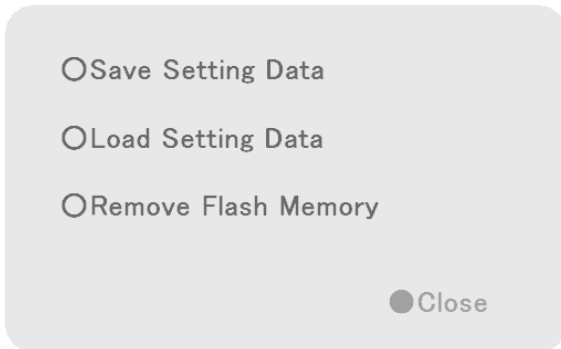 Save Setting Data
Load Setting Data
Remove Flash Memory
Close